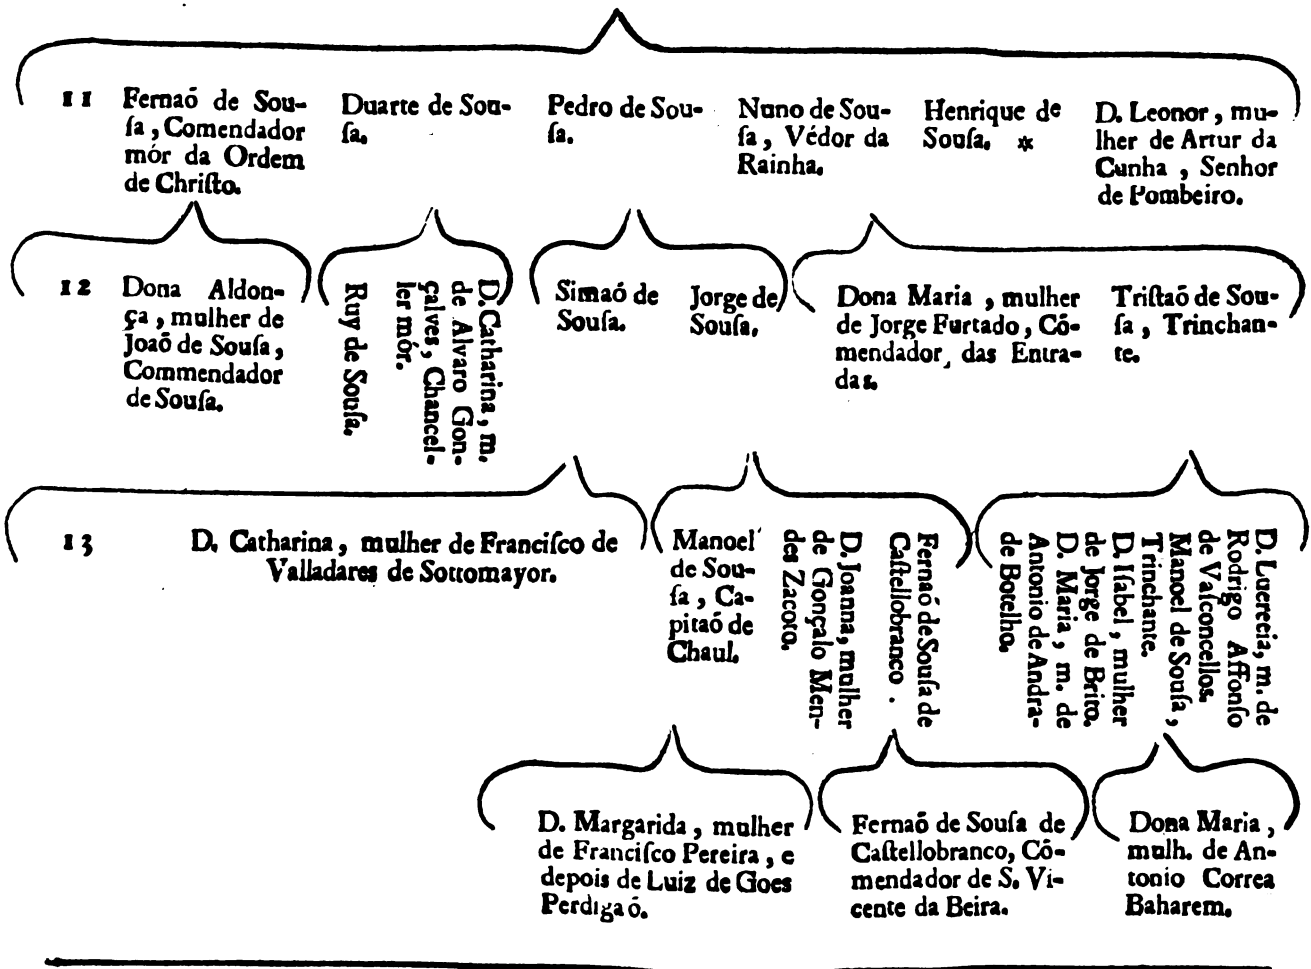 11
Fernaõ de Sou-
ſa, Comendador
mór da Ordem
de Chriſto.
Duarte de Sou-
ſa.
Pedro de Sou-
ſa.
Nuno de Sou-
ſa, Védor da
Rainha.
Henrique de
Souſa. *
D. Leonor, mu-
lher de Artur da
Cunha, Senhor
de Pombeiro.
12
Dona Aldon-
ça, mulher de
Joaõ de Souſa,
Commendador
de Souſa.
Ruy de Souſa.
D. Catharina, m.
de Alvaro Gon-
çalves, Chancel-
ler mór.
Simaó de
Souſa.
Jorge de
Souſa.
Dona Maria, mulher
de Jorge Furtado, Cõ-
mendador das Entra-
das.
Triſtaõ de Sou-
ſa, Trinchan-
te.
13
D. Catharina, mulher de Franciſco de
Valladares de Sottomayor.
Manoel
de Sou-
ſa, Ca-
pitaó de
Chaul.
D. Joanna, mulher
de Gonçalo Men-
des Zacoto.
Fernaó de Souſa de
Caſtellobranco.
D. Lucrecia, m. de
Rodrigo Affonſo
de Vaſconcellos.
Manoel de Souſa,
Trinchante.
D. Iſabel, mulher
de Jorge de Brito.
D. Maria, m. de
Antonio de Andra-
de Botelho.
D. Margarida, mulher
de Franciſco Pereira, e
depois de Luiz de Goes
Perdigaó.
Fernaõ de Souſa de
Caſtellobranco, Cõ-
mendador de S. Vi-
cente da Beira.
Dona Maria,
mulh. de An-
tonio Correa
Baharem.